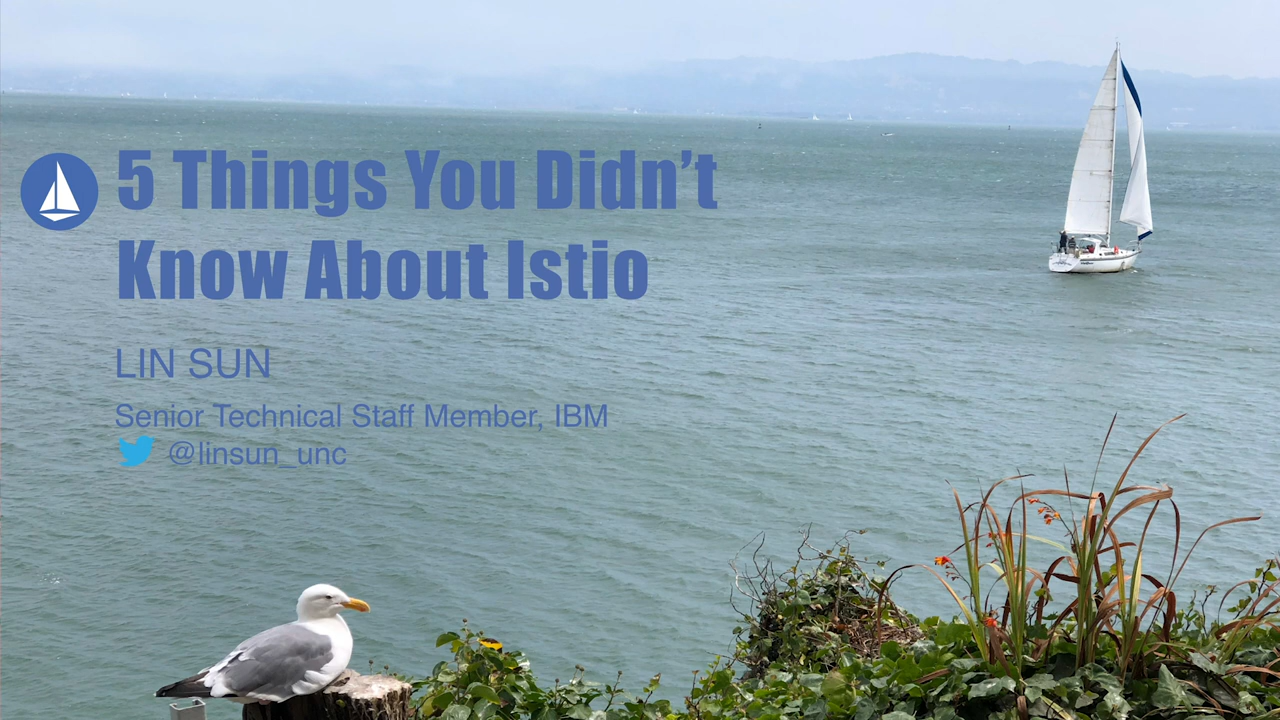 5 Things You Didn’t
Know About Istio
LIN SUN
Senior Technical Staff Member, IBM
@linsun_unc